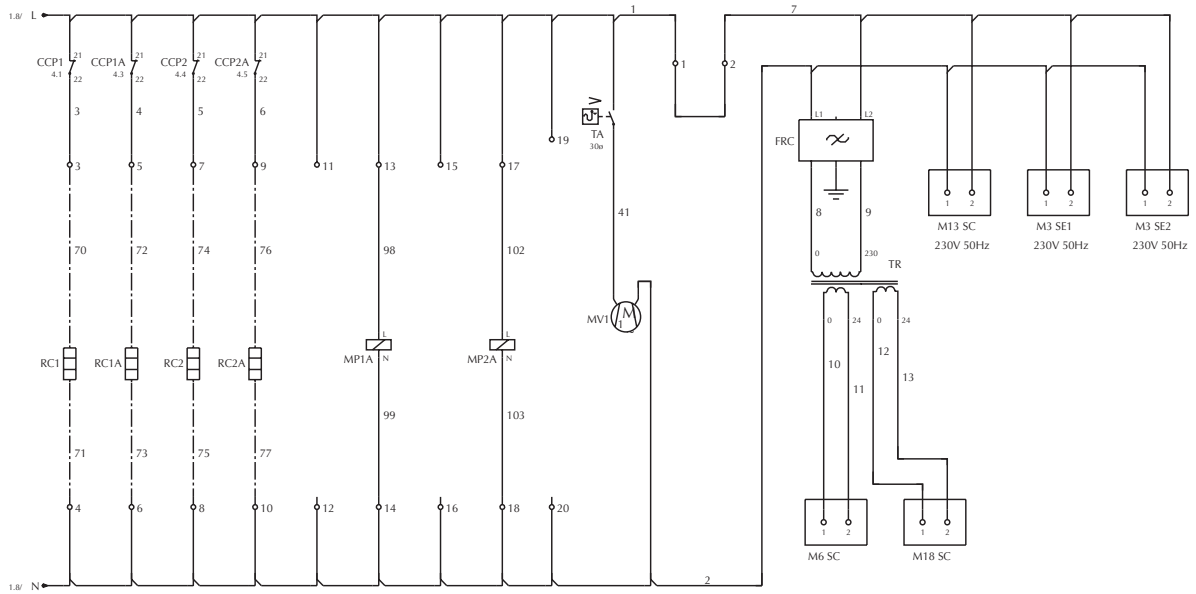 1.8/ L 1 7
CCP1 21 CCP1A 21 CCP2 21 CCP2A 21
4.1 22 4.3 22 4.4 22 4.5 22
1 2
3 4 5 6
TA
30ø
19
L1 L2
FRC
3 5 7 9 11 13 15 17
1 2 1 2 1 2
41 8 9
M13 SC M3 SE1 M3 SE2
230V 50Hz 230V 50Hz 230V 50Hz
70 72 74 76 98 102
0 230
TR
MV1 M
1
0 24 0 24
L L
RC1 RC1A RC2 RC2A MP1A N MP2A N
12
10 13
11
99 103
71 73 75 77
4 6 8 10 12 14 16 18 20
1 2 1 2
M6 SC M18 SC
1.8/ N 2